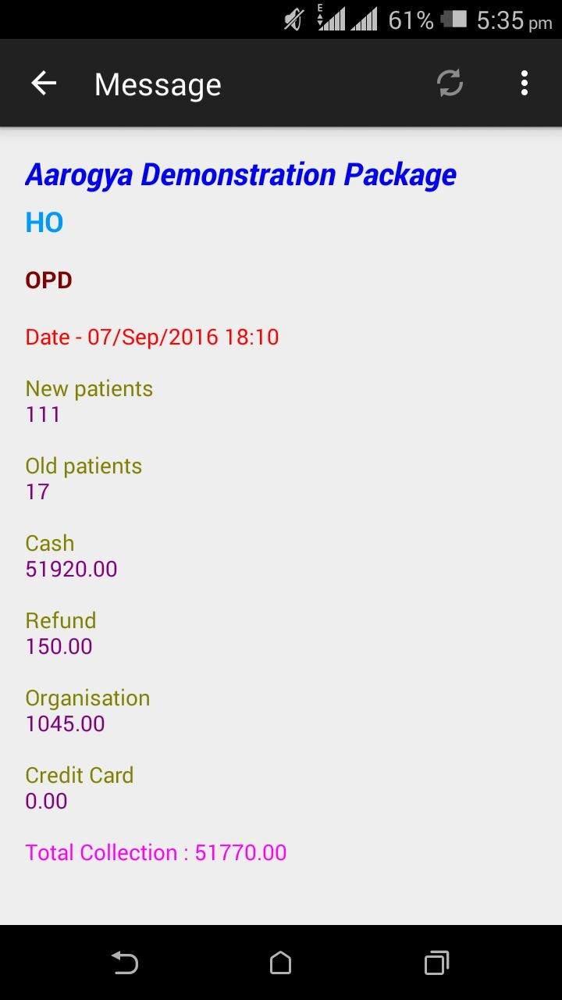 E
61% 5:35 pm
Message
Aarogya Demonstration Package
HO
OPD
Date - 07/Sep/2016 18:10
New patients
111
Old patients
17
Cash
51920.00
Refund
150.00
Organisation
1045.00
Credit Card
0.00
Total Collection : 51770.00